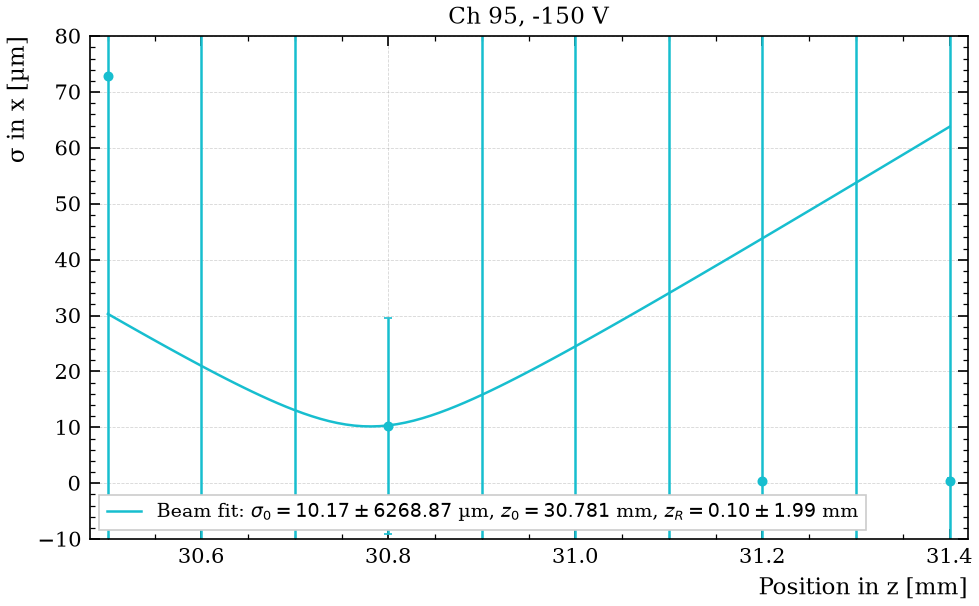 Ch 95, -150 V
σ in x [µm]
80
70
60
50
40
30
20
10
0
−10
Beam fit: σ₀ = 10.17 ± 6268.87 µm, z₀ = 30.781 mm, z_R = 0.10 ± 1.99 mm
30.6 30.8 31.0 31.2 31.4
Position in z [mm]